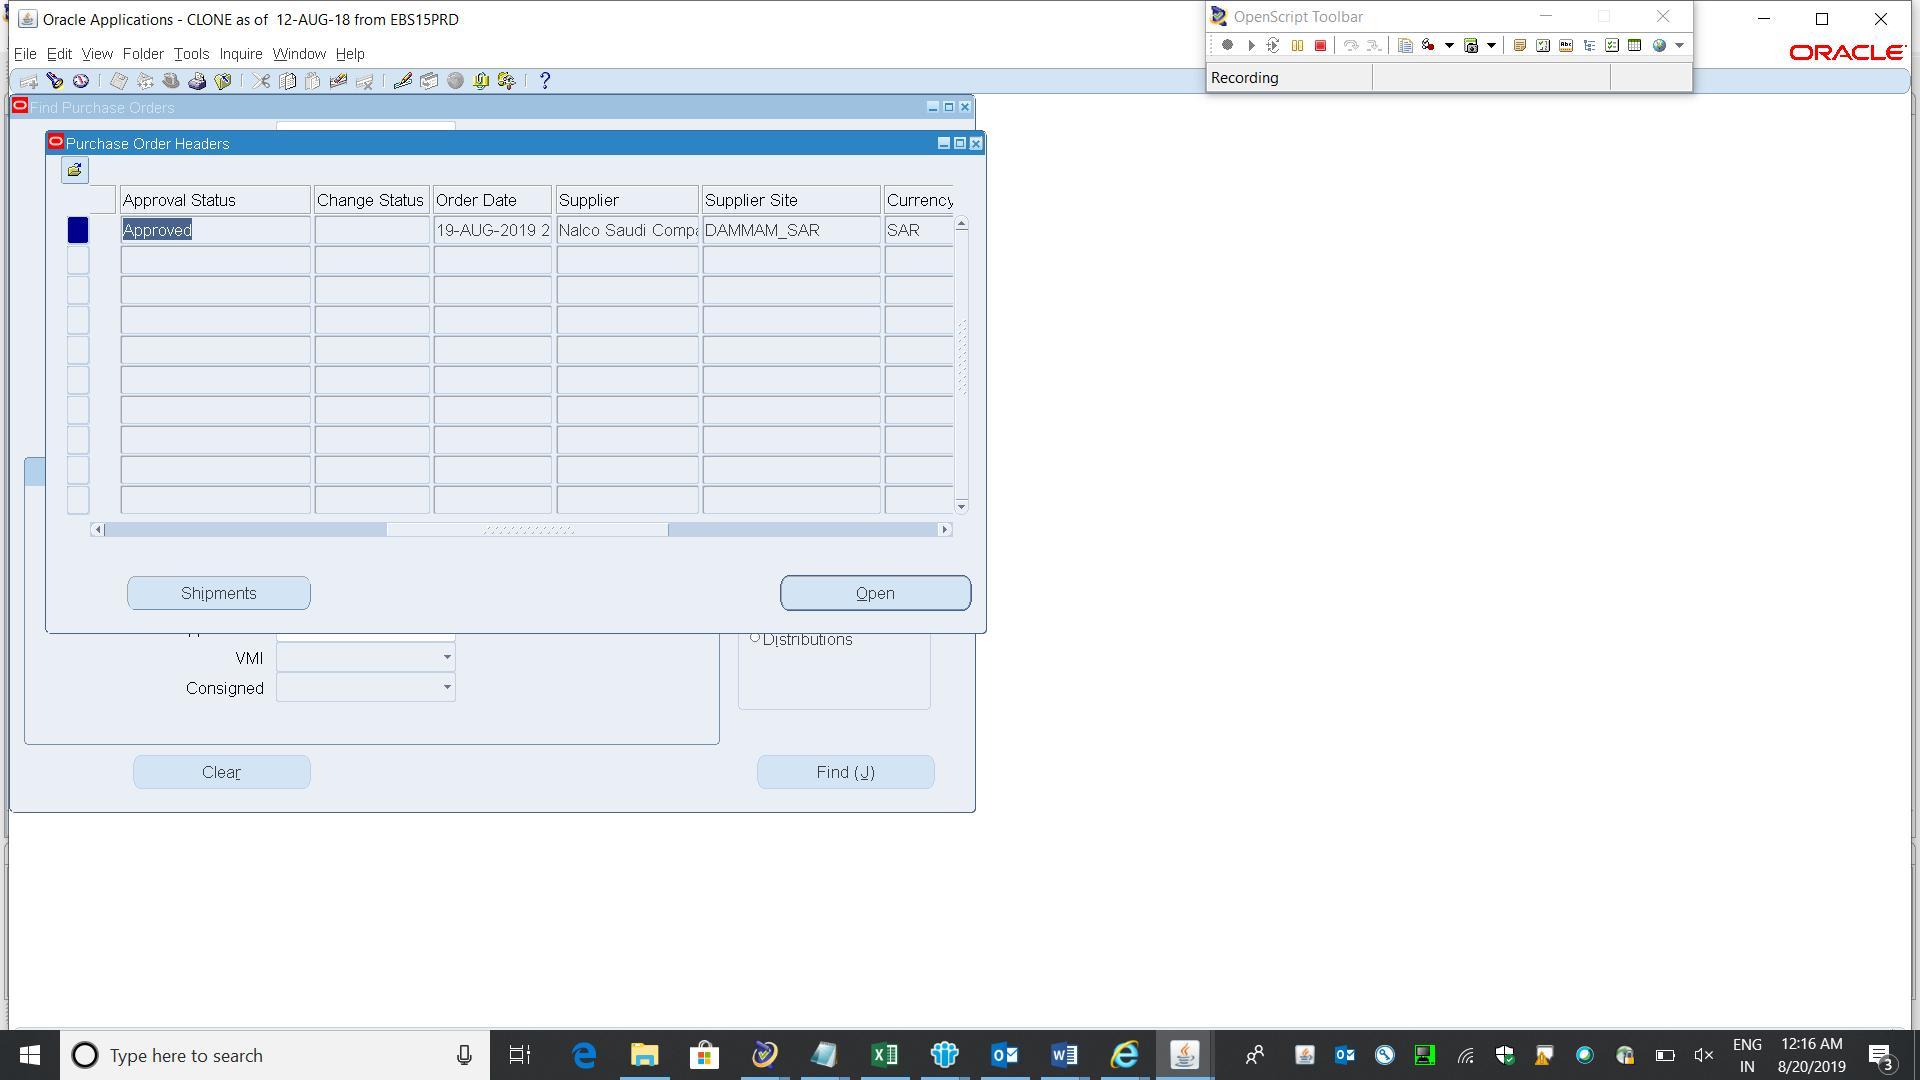 Oracle Applications - CLONE as of 12-AUG-18 from EBS15PRD
OpenScript Toolbar
File Edit View Folder Tools Inquire Window Help
ORACLE
Recording
Find Purchase Orders
Purchase Order Headers
Approval Status Change Status Order Date Supplier Supplier Site Currency
Approved 19-AUG-2019 2 Nalco Saudi Compa DAMMAM_SAR SAR
Shipments Open
Distributions
VMI
Consigned
Clear Find (J)
Type here to search
ENG
IN
12:16 AM
8/20/2019
3